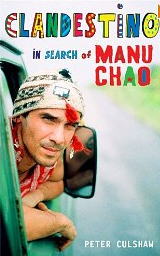 CLANDESTINO
IN SEARCH of MANU
CHAO
PETER CULSHAW